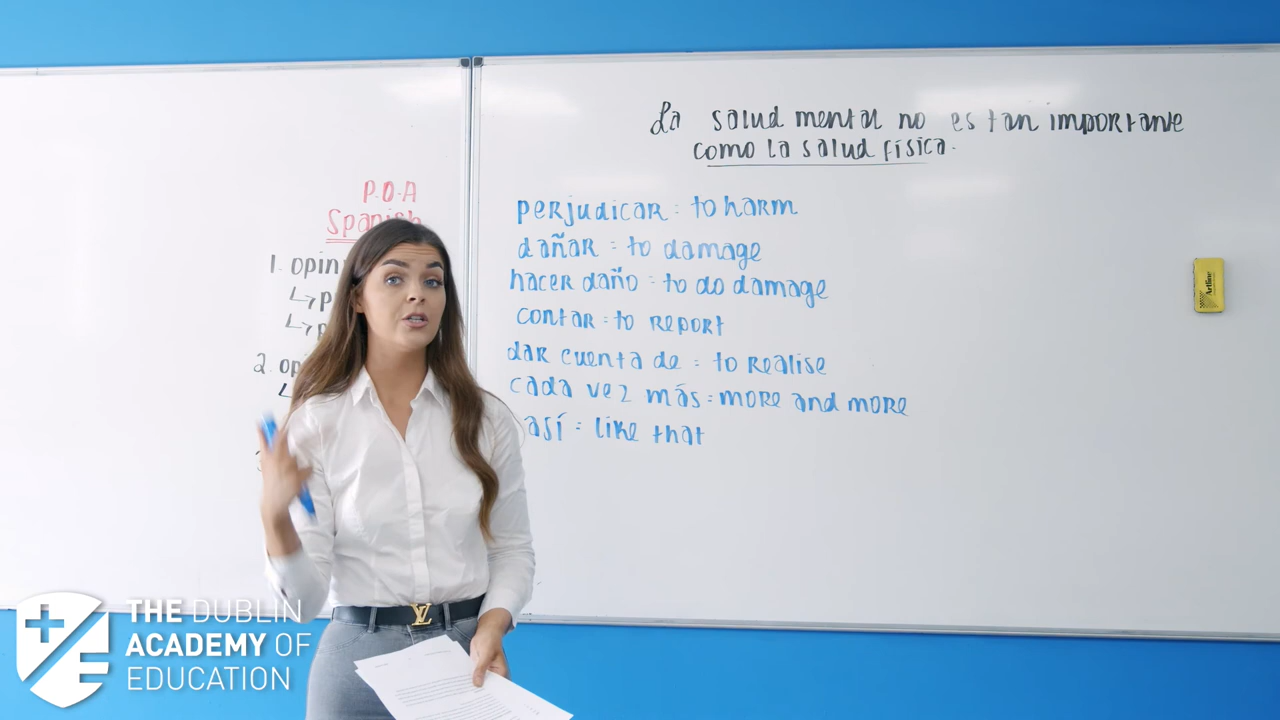 La salud mental no es tan importante
como la salud física.
P.O.A
Spanish
1. opin
2. op
perjudicar = to harm
dañar = to damage
hacer daño = to do damage
contar = to report
dar cuenta de = to realise
cada vez más = more and more
así = like that
Artline
THE DUBLIN
ACADEMY OF
EDUCATION